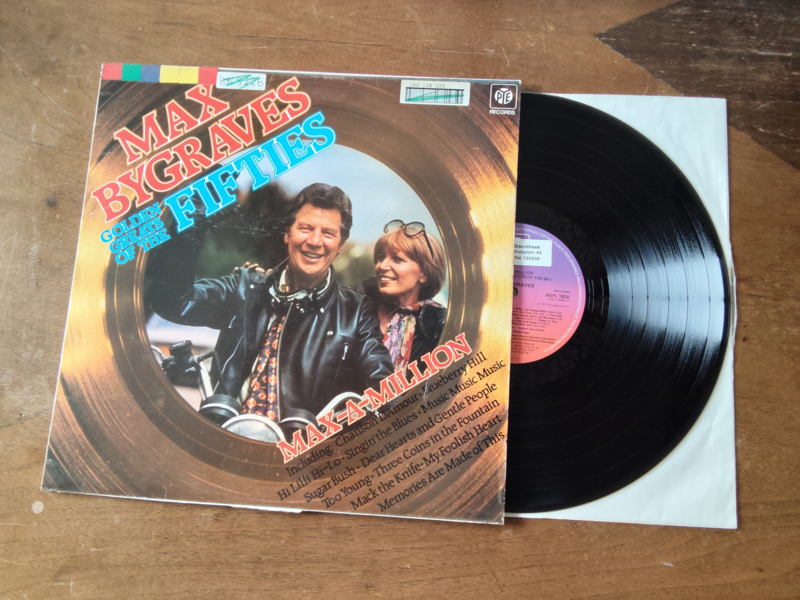 MAX
BYGRAVES
GOLDEN
GREATS
OF THE
FIFTIES
PYE
RECORDS
MAX-A-MILLION
Including: Chanson D'Amour · Blueberry Hill
Hi Lili Hi-Lo · Singin' the Blues · Music Music Music
Sugar Bush · Dear Hearts and Gentle People
Too Young · Three Coins in the Fountain
Mack the Knife · My Foolish Heart
Memories Are Made of This
Discotheek
Tel.